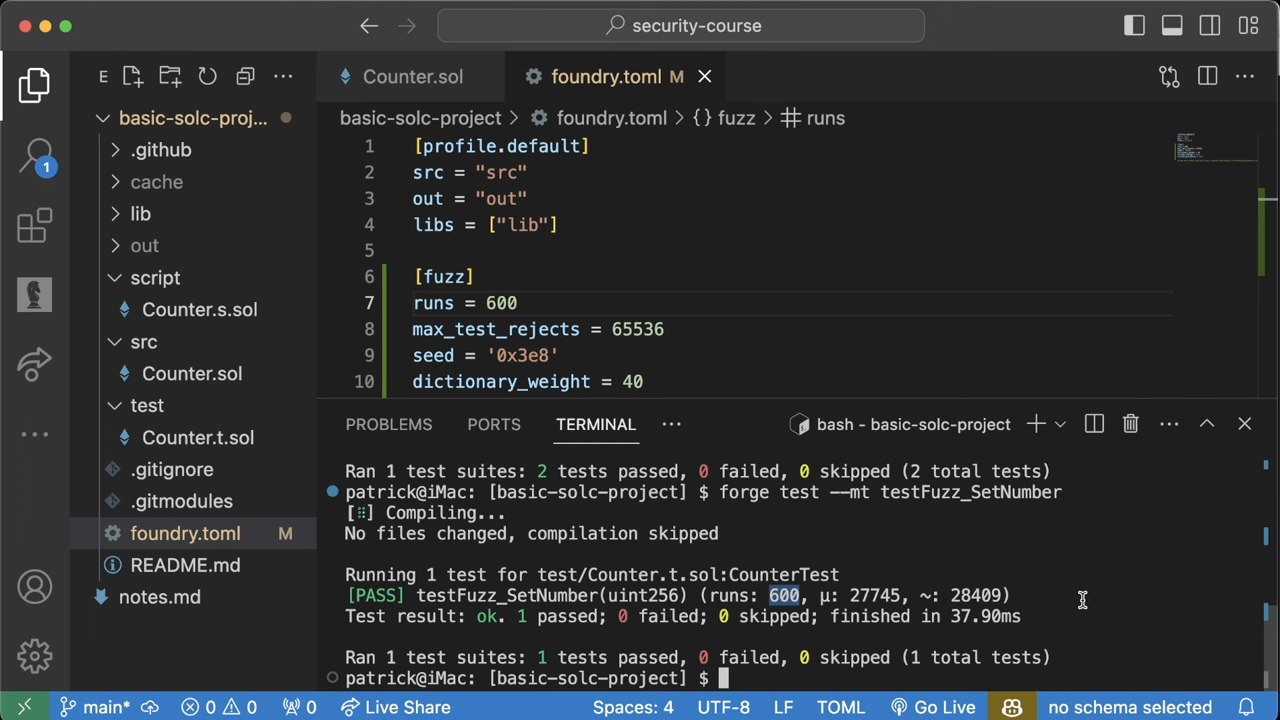 security-course
E
Counter.sol
foundry.toml M
basic-solc-proj...
basic-solc-project > foundry.toml > {} fuzz > # runs
.github
cache
lib
out
script
Counter.s.sol
src
Counter.sol
test
Counter.t.sol
.gitignore
.gitmodules
foundry.toml M
README.md
notes.md
1
1 [profile.default]
2 src = "src"
3 out = "out"
4 libs = ["lib"]
5
6 [fuzz]
7 runs = 600
8 max_test_rejects = 65536
9 seed = '0x3e8'
10 dictionary_weight = 40
PROBLEMS PORTS TERMINAL ... bash - basic-solc-project
Ran 1 test suites: 2 tests passed, 0 failed, 0 skipped (2 total tests)
patrick@iMac: [basic-solc-project] $ forge test --mt testFuzz_SetNumber
[⠿] Compiling...
No files changed, compilation skipped
Running 1 test for test/Counter.t.sol:CounterTest
[PASS] testFuzz_SetNumber(uint256) (runs: 600, μ: 27745, ~: 28409)
Test result: ok. 1 passed; 0 failed; 0 skipped; finished in 37.90ms
Ran 1 test suites: 1 tests passed, 0 failed, 0 skipped (1 total tests)
patrick@iMac: [basic-solc-project] $
main* 0 0 0 Live Share Spaces: 4 UTF-8 LF TOML Go Live no schema selected